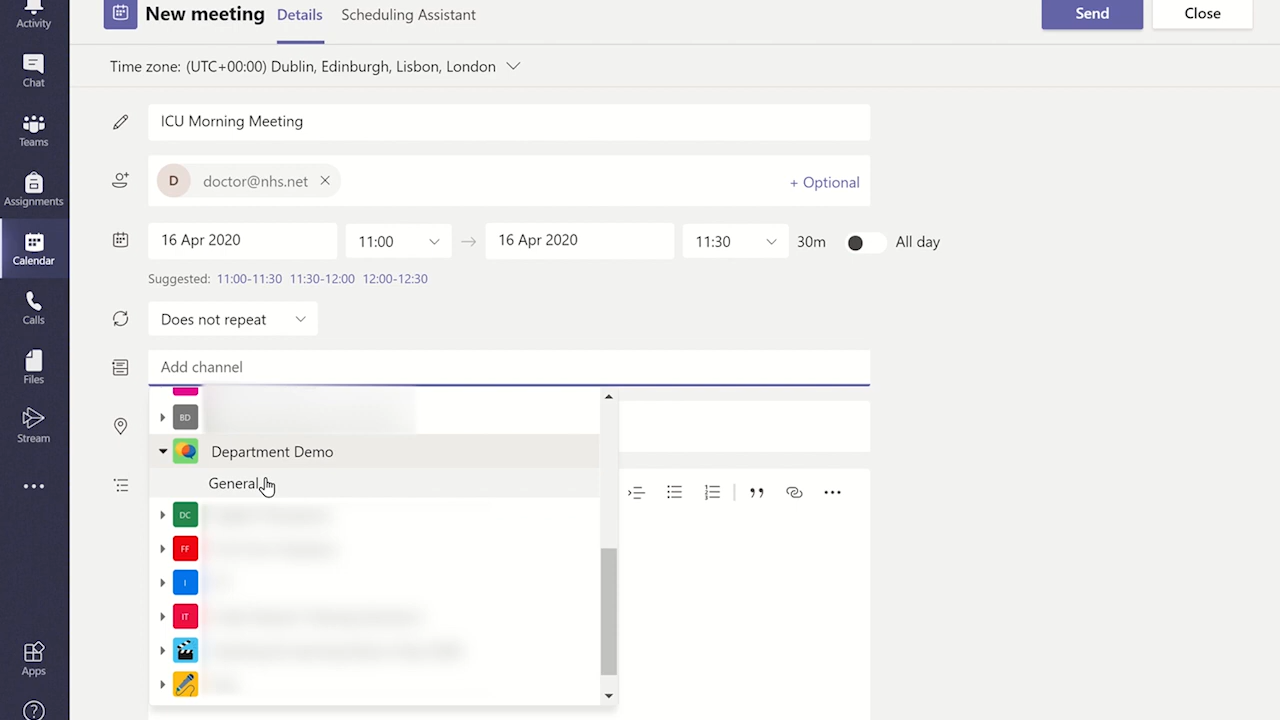 Activity
Chat
Teams
Assignments
Calendar
Calls
Files
Stream
Apps
New meeting
Details
Scheduling Assistant
Send
Close
Time zone: (UTC+00:00) Dublin, Edinburgh, Lisbon, London
ICU Morning Meeting
D doctor@nhs.net
+ Optional
16 Apr 2020 11:00 → 16 Apr 2020 11:30 30m All day
Suggested: 11:00-11:30 11:30-12:00 12:00-12:30
Does not repeat
Add channel
BD
Department Demo
General
DC
FF
I
IT